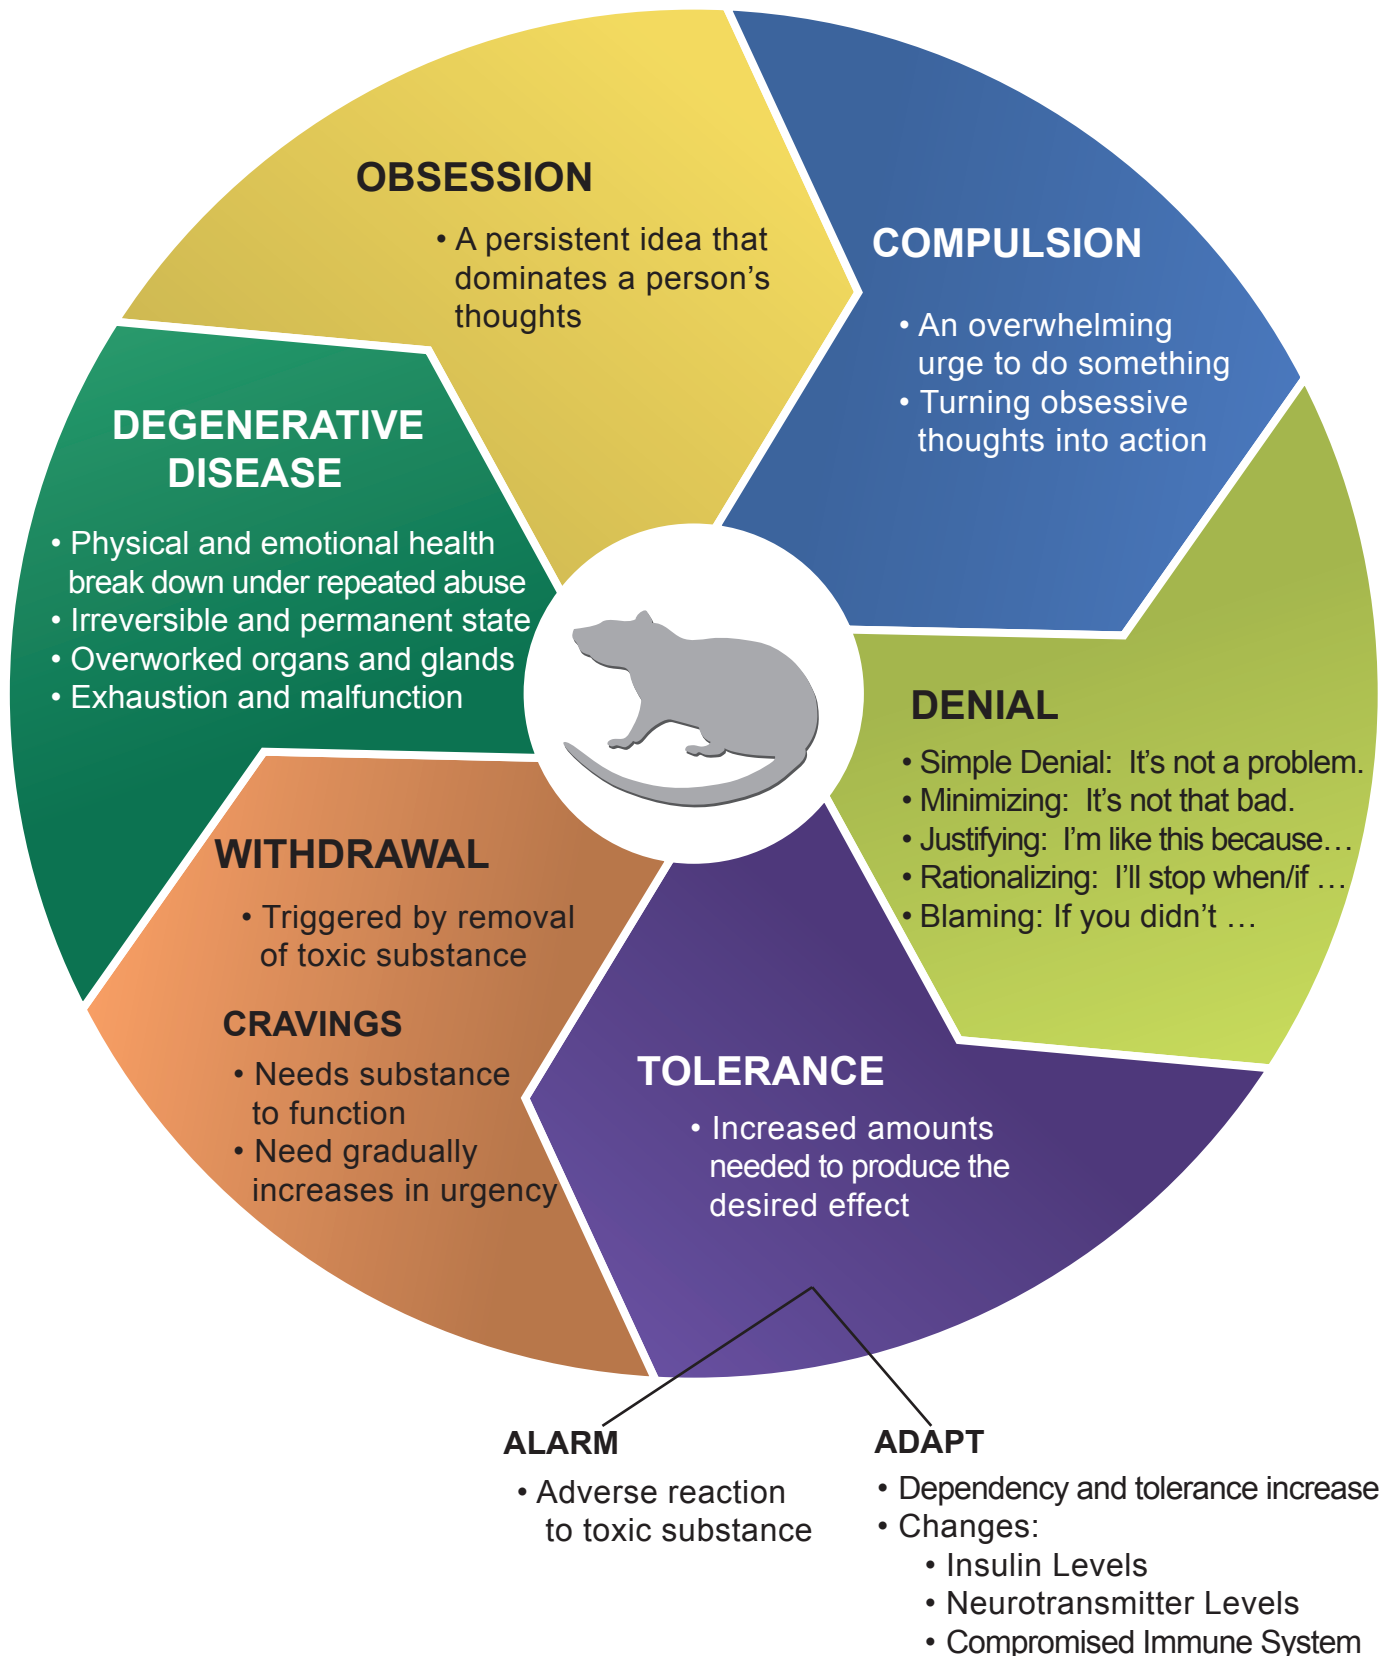 OBSESSION
• A persistent idea that
dominates a person’s
thoughts
COMPULSION
• An overwhelming
urge to do something
• Turning obsessive
thoughts into action
DENIAL
• Simple Denial:  It’s not a problem.
• Minimizing:  It’s not that bad.
• Justifying:  I’m like this because…
• Rationalizing:  I’ll stop when/if …
• Blaming: If you didn’t …
TOLERANCE
• Increased amounts
needed to produce the
desired effect
ALARM
• Adverse reaction
to toxic substance
ADAPT
• Dependency and tolerance increase
• Changes:
• Insulin Levels
• Neurotransmitter Levels
• Compromised Immune System
WITHDRAWAL
• Triggered by removal
of toxic substance
CRAVINGS
• Needs substance
to function
• Need gradually
increases in urgency
DEGENERATIVE
DISEASE
• Physical and emotional health
break down under repeated abuse
• Irreversible and permanent state
• Overworked organs and glands
• Exhaustion and malfunction